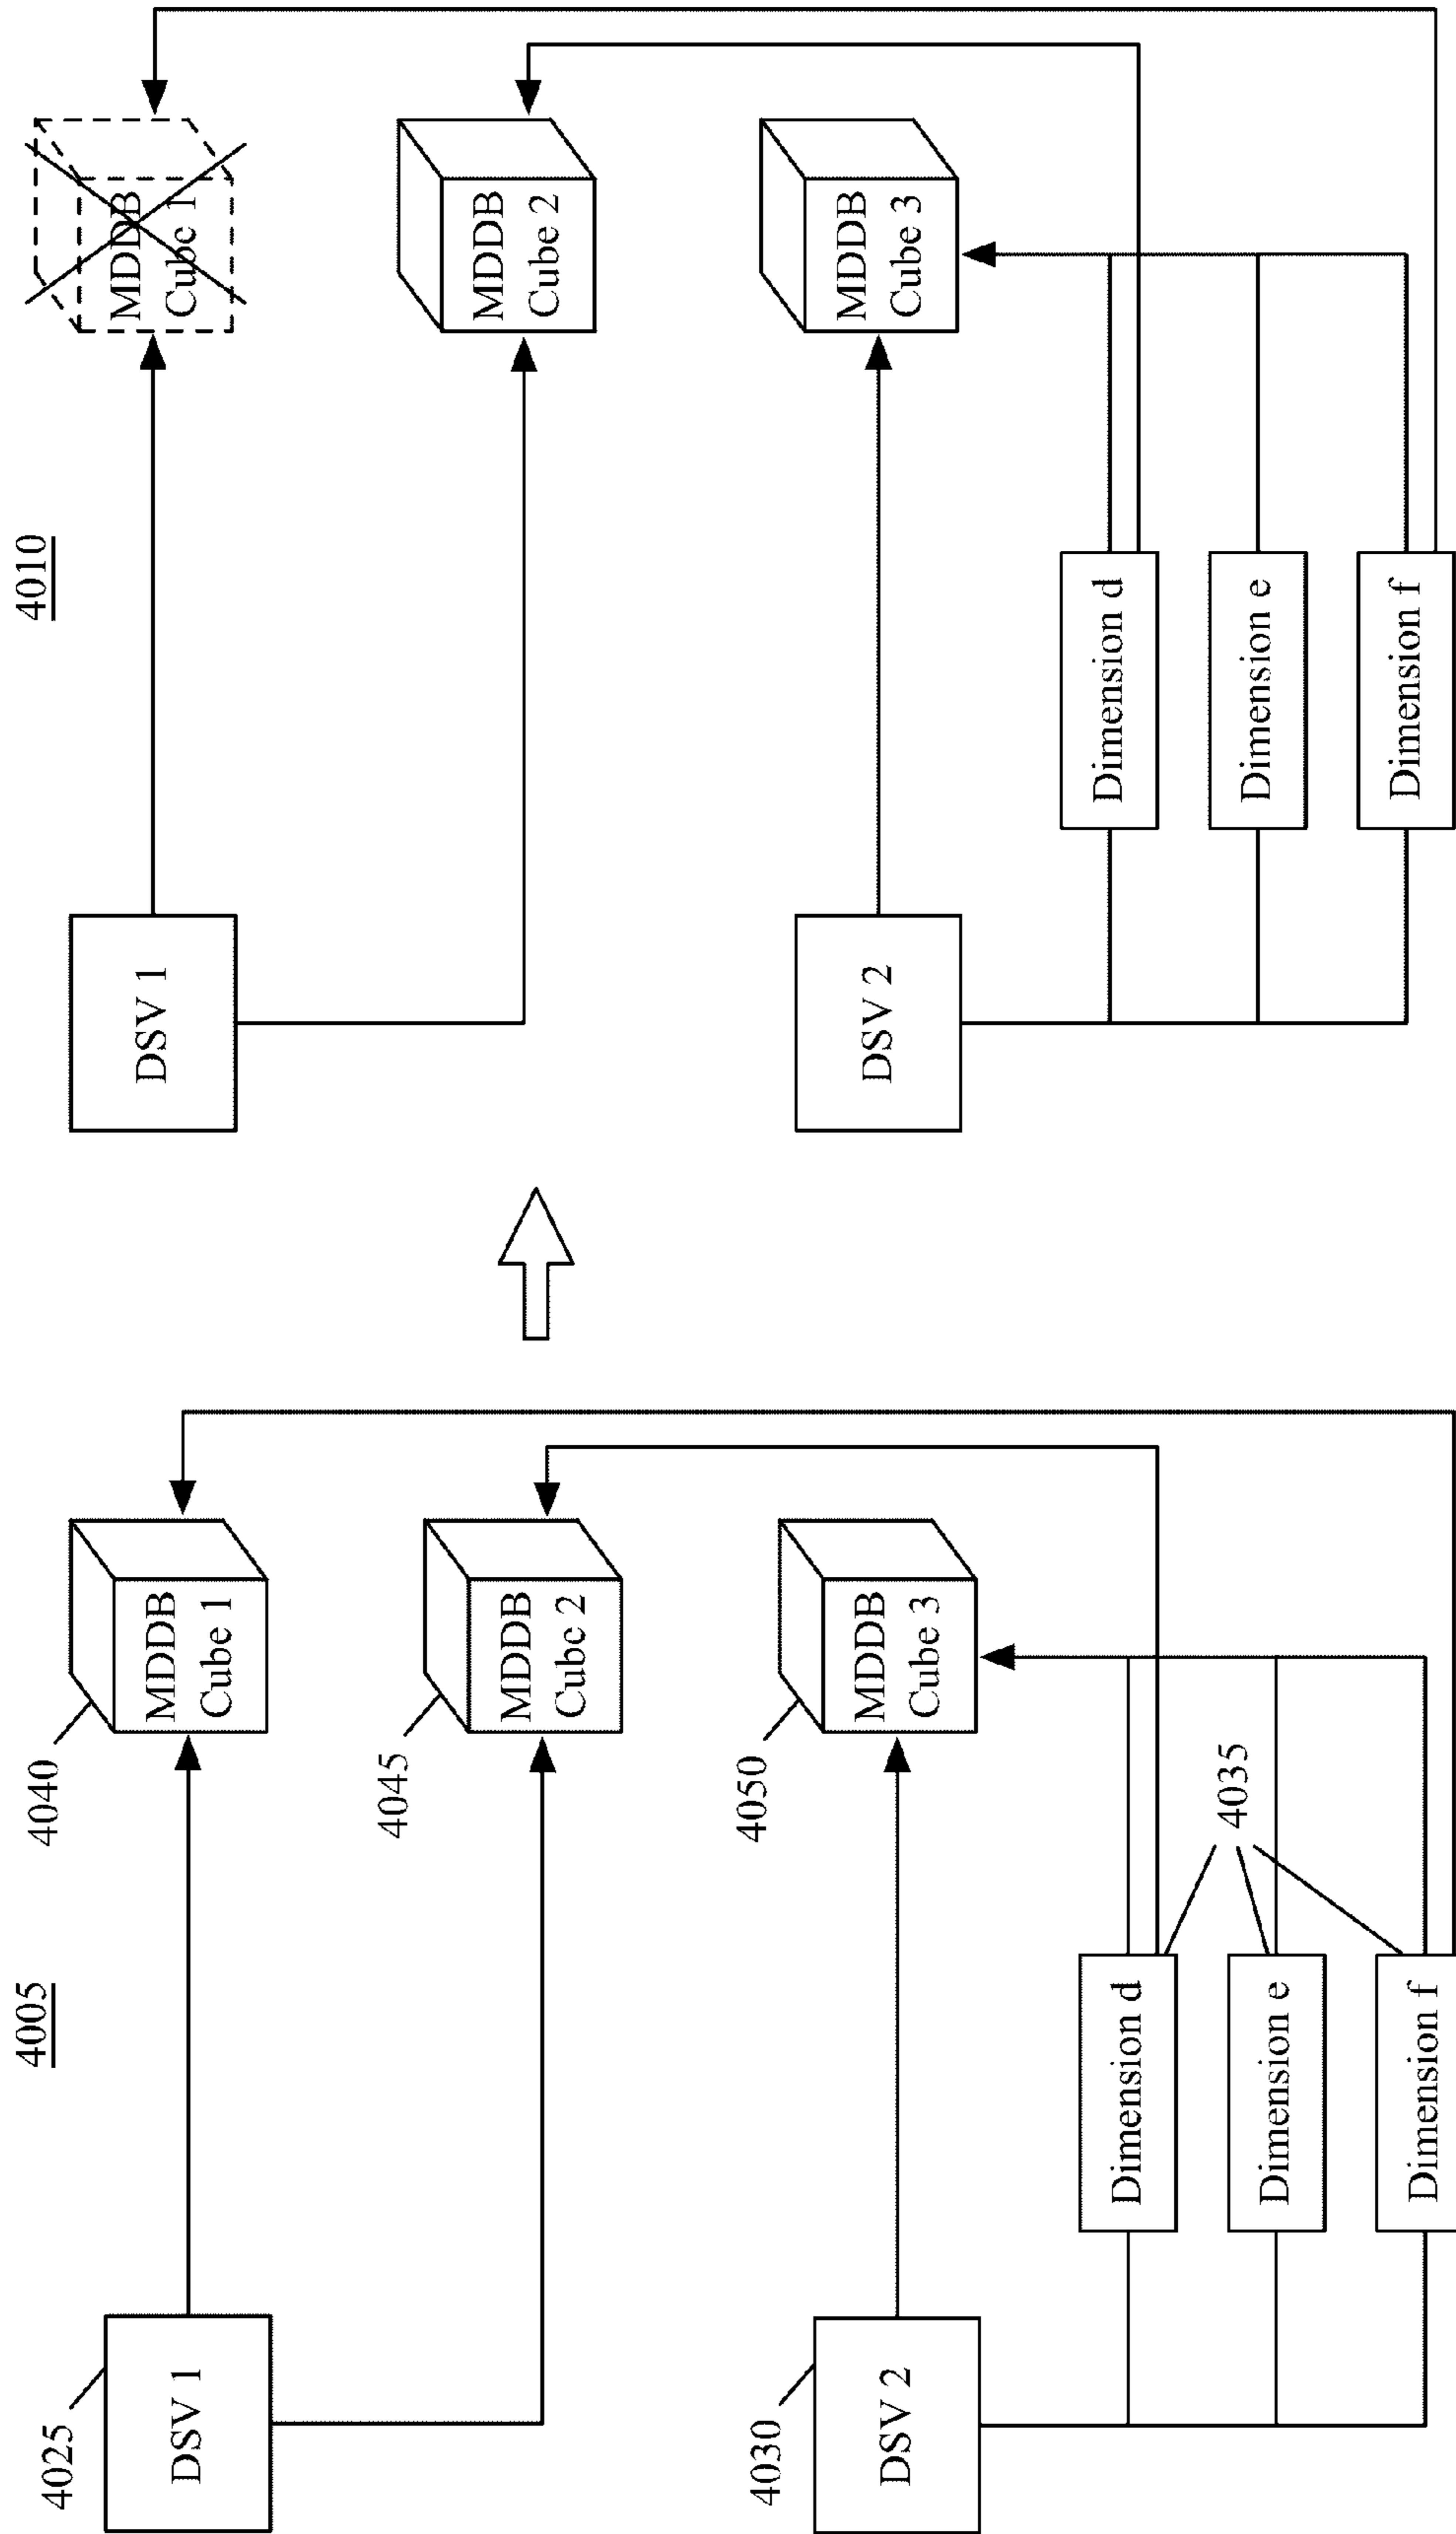 4005
4025
DSV 1
4040
MDDB
Cube 1
4045
MDDB
Cube 2
4030
DSV 2
4050
MDDB
Cube 3
4035
Dimension d
Dimension e
Dimension f
4010
DSV 1
MDDB
Cube 1
MDDB
Cube 2
DSV 2
MDDB
Cube 3
Dimension d
Dimension e
Dimension f